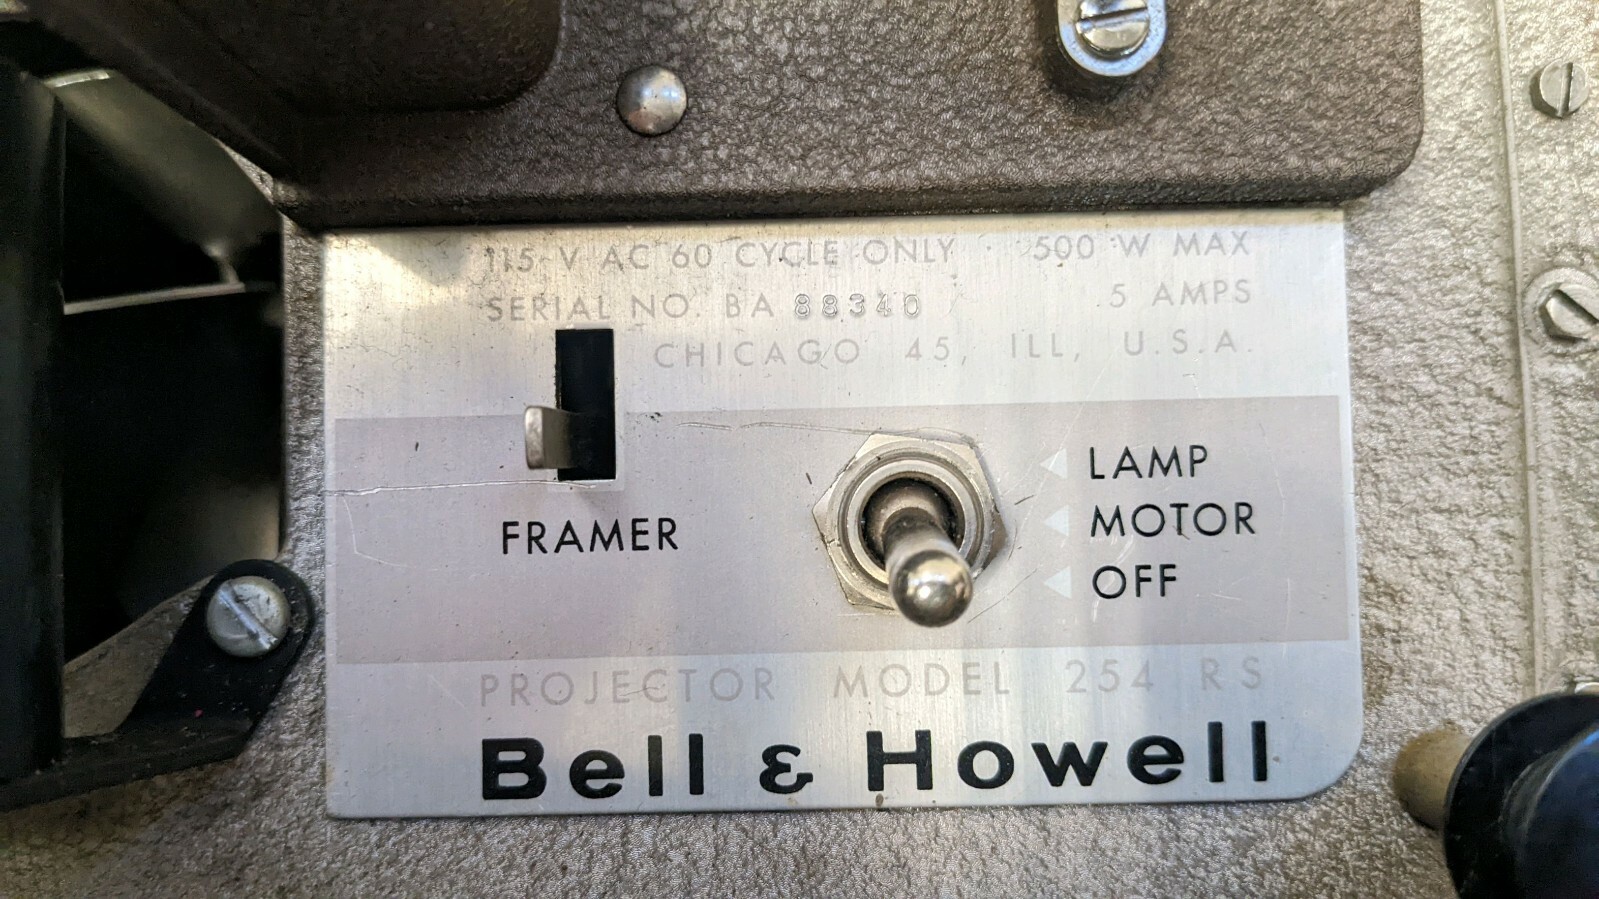 115 V AC 60 CYCLE ONLY · 500 W MAX
SERIAL NO. BA 88340 5 AMPS
CHICAGO 45, ILL, U.S.A.
FRAMER
LAMP
MOTOR
OFF
PROJECTOR MODEL 254 RS
Bell & Howell